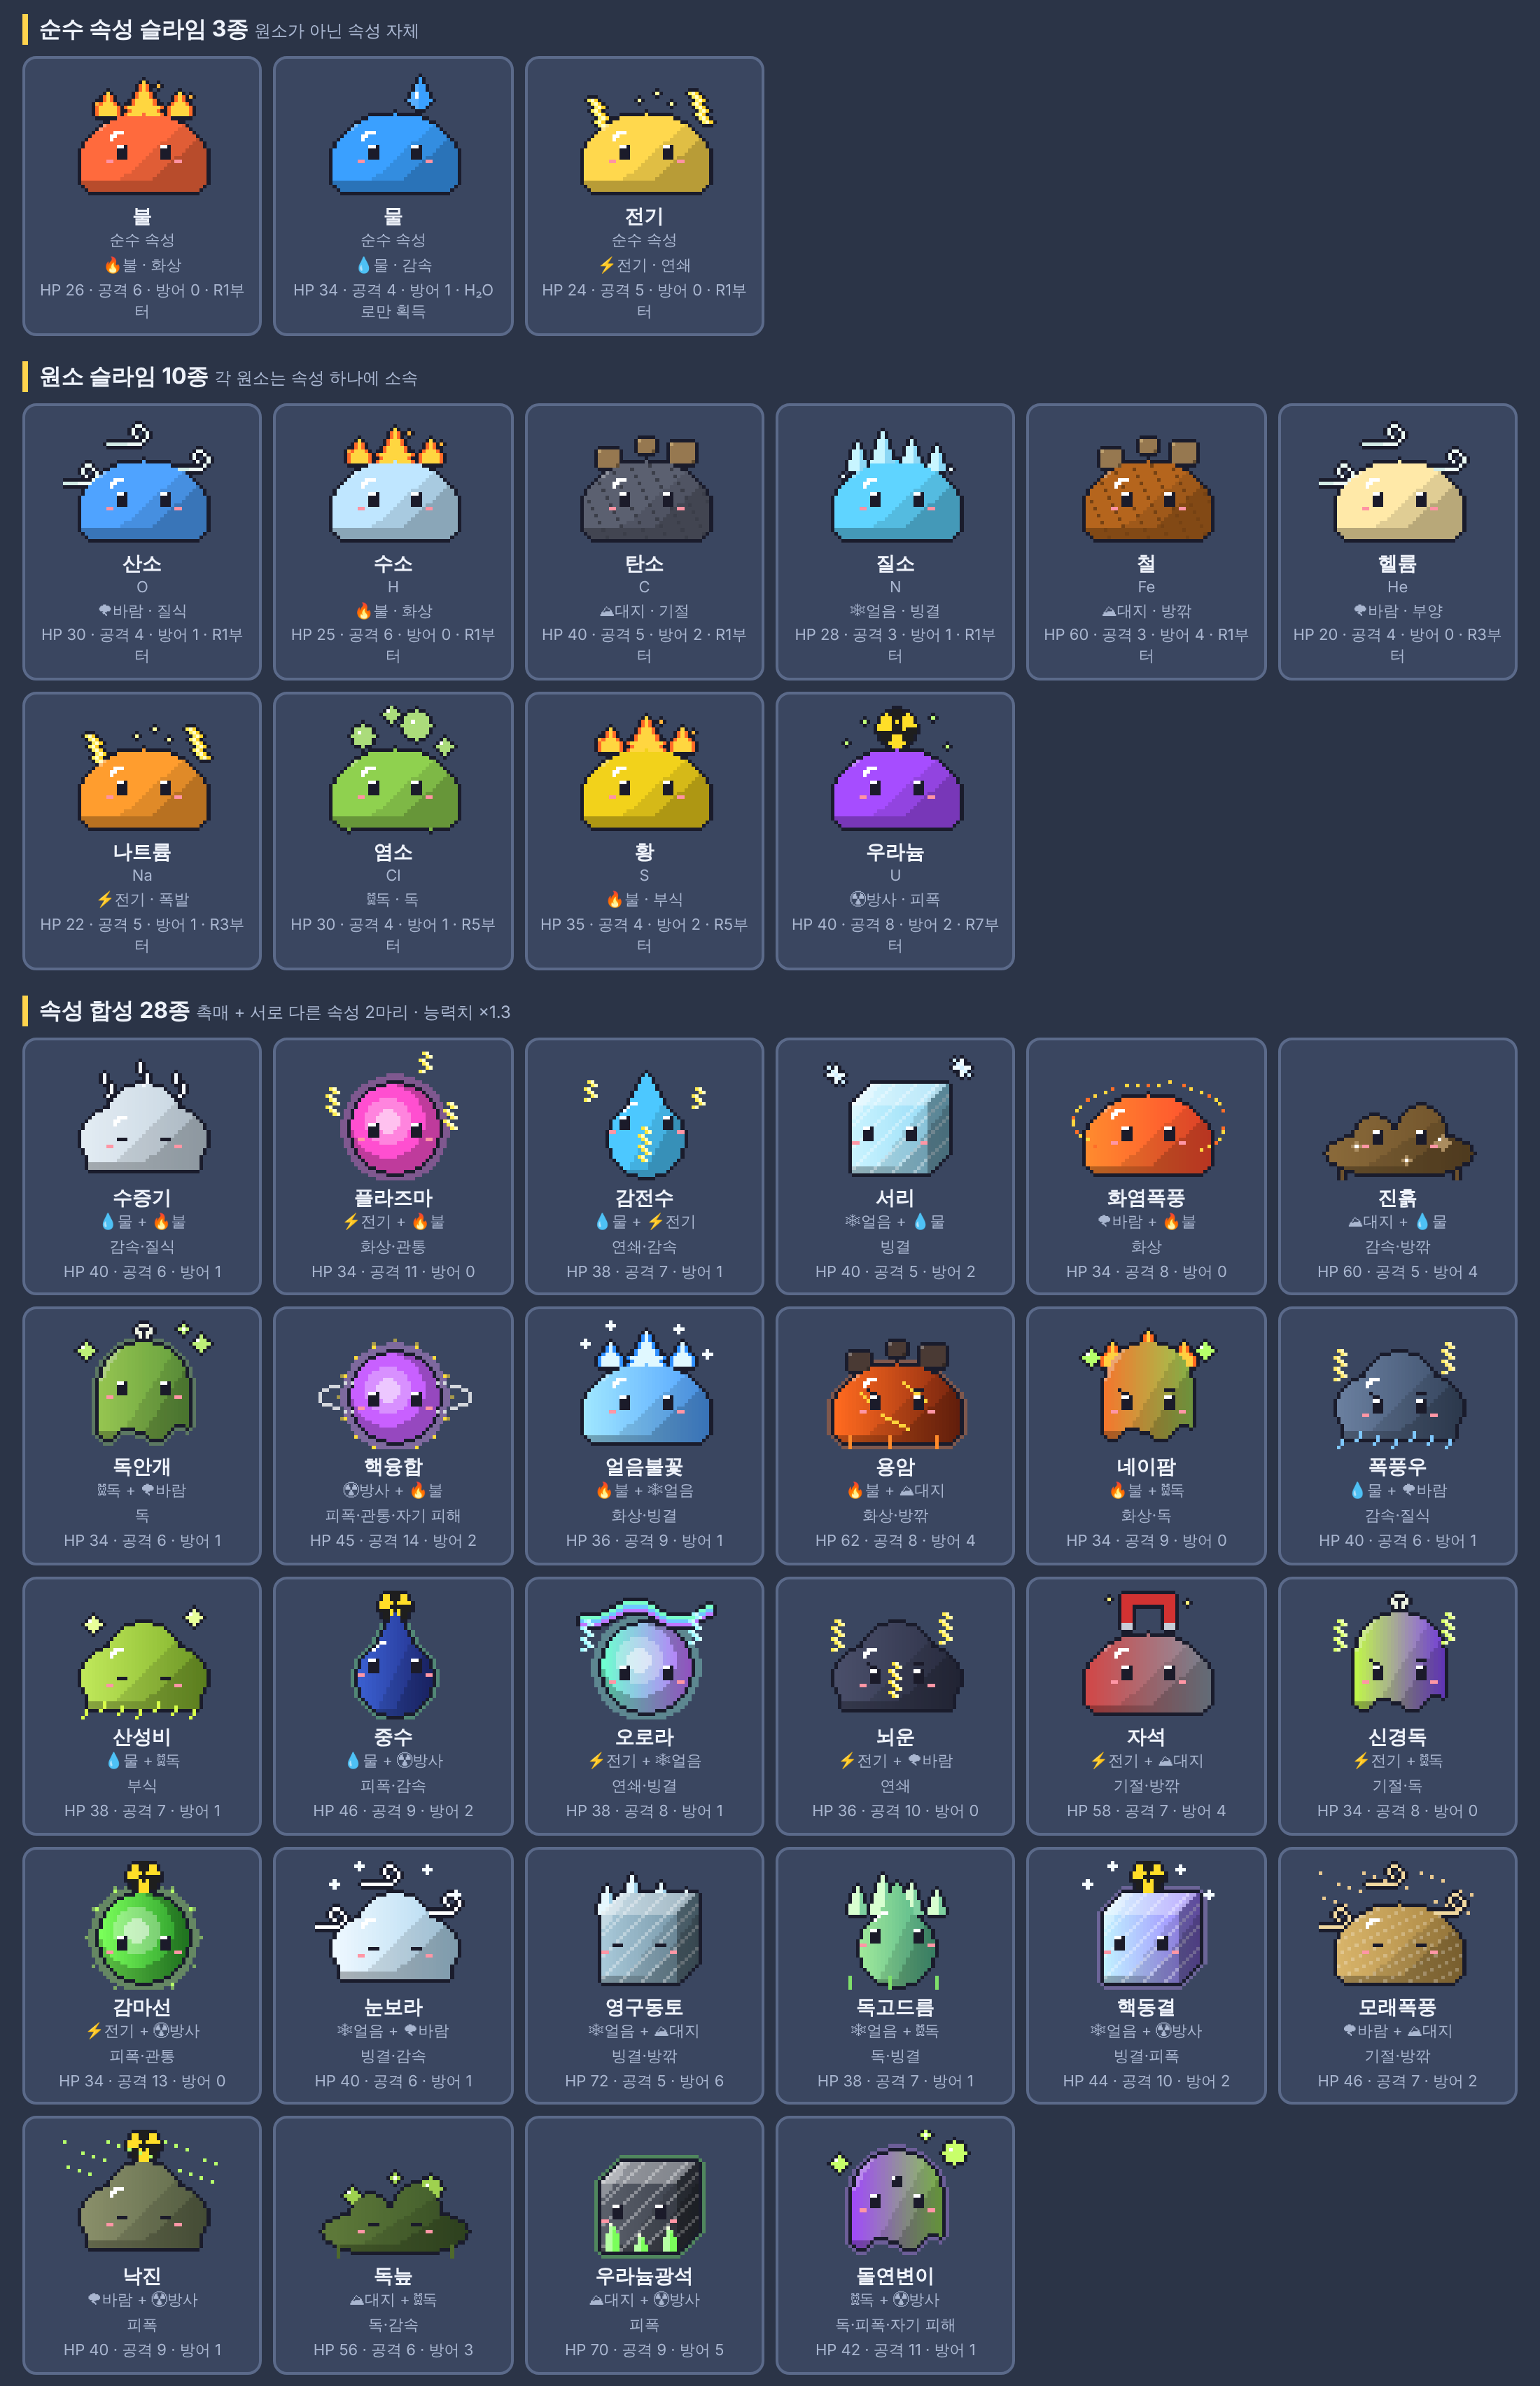 순수 속성 슬라임 3종 원소가 아닌 속성 자체
불
순수 속성
🔥불 · 화상
HP 26 · 공격 6 · 방어 0 · R1부
터
물
순수 속성
💧물 · 감속
HP 34 · 공격 4 · 방어 1 · H₂O
로만 획득
전기
순수 속성
⚡전기 · 연쇄
HP 24 · 공격 5 · 방어 0 · R1부
터
원소 슬라임 10종 각 원소는 속성 하나에 소속
산소
O
🌪바람 · 질식
HP 30 · 공격 4 · 방어 1 · R1부
터
수소
H
🔥불 · 화상
HP 25 · 공격 6 · 방어 0 · R1부
터
탄소
C
⛰대지 · 기절
HP 40 · 공격 5 · 방어 2 · R1부
터
질소
N
❄얼음 · 빙결
HP 28 · 공격 3 · 방어 1 · R1부
터
철
Fe
⛰대지 · 방깎
HP 60 · 공격 3 · 방어 4 · R1부
터
헬륨
He
🌪바람 · 부양
HP 20 · 공격 4 · 방어 0 · R3부
터
나트륨
Na
⚡전기 · 폭발
HP 22 · 공격 5 · 방어 1 · R3부
터
염소
Cl
☠독 · 독
HP 30 · 공격 4 · 방어 1 · R5부
터
황
S
🔥불 · 부식
HP 35 · 공격 4 · 방어 2 · R5부
터
우라늄
U
☢방사 · 피폭
HP 40 · 공격 8 · 방어 2 · R7부
터
속성 합성 28종 촉매 + 서로 다른 속성 2마리 · 능력치 ×1.3
수증기
💧물 + 🔥불
감속·질식
HP 40 · 공격 6 · 방어 1
플라즈마
⚡전기 + 🔥불
화상·관통
HP 34 · 공격 11 · 방어 0
감전수
💧물 + ⚡전기
연쇄·감속
HP 38 · 공격 7 · 방어 1
서리
❄얼음 + 💧물
빙결
HP 40 · 공격 5 · 방어 2
화염폭풍
🌪바람 + 🔥불
화상
HP 34 · 공격 8 · 방어 0
진흙
⛰대지 + 💧물
감속·방깎
HP 60 · 공격 5 · 방어 4
독안개
☠독 + 🌪바람
독
HP 34 · 공격 6 · 방어 1
핵융합
☢방사 + 🔥불
피폭·관통·자기 피해
HP 45 · 공격 14 · 방어 2
얼음불꽃
🔥불 + ❄얼음
화상·빙결
HP 36 · 공격 9 · 방어 1
용암
🔥불 + ⛰대지
화상·방깎
HP 62 · 공격 8 · 방어 4
네이팜
🔥불 + ☠독
화상·독
HP 34 · 공격 9 · 방어 0
폭풍우
💧물 + 🌪바람
감속·질식
HP 40 · 공격 6 · 방어 1
산성비
💧물 + ☠독
부식
HP 38 · 공격 7 · 방어 1
중수
💧물 + ☢방사
피폭·감속
HP 46 · 공격 9 · 방어 2
오로라
⚡전기 + ❄얼음
연쇄·빙결
HP 38 · 공격 8 · 방어 1
뇌운
⚡전기 + 🌪바람
연쇄
HP 36 · 공격 10 · 방어 0
자석
⚡전기 + ⛰대지
기절·방깎
HP 58 · 공격 7 · 방어 4
신경독
⚡전기 + ☠독
기절·독
HP 34 · 공격 8 · 방어 0
감마선
⚡전기 + ☢방사
피폭·관통
HP 34 · 공격 13 · 방어 0
눈보라
❄얼음 + 🌪바람
빙결·감속
HP 40 · 공격 6 · 방어 1
영구동토
❄얼음 + ⛰대지
빙결·방깎
HP 72 · 공격 5 · 방어 6
독고드름
❄얼음 + ☠독
독·빙결
HP 38 · 공격 7 · 방어 1
핵동결
❄얼음 + ☢방사
빙결·피폭
HP 44 · 공격 10 · 방어 2
모래폭풍
🌪바람 + ⛰대지
기절·방깎
HP 46 · 공격 7 · 방어 2
낙진
🌪바람 + ☢방사
피폭
HP 40 · 공격 9 · 방어 1
독늪
⛰대지 + ☠독
독·감속
HP 56 · 공격 6 · 방어 3
우라늄광석
⛰대지 + ☢방사
피폭
HP 70 · 공격 9 · 방어 5
돌연변이
☠독 + ☢방사
독·피폭·자기 피해
HP 42 · 공격 11 · 방어 1